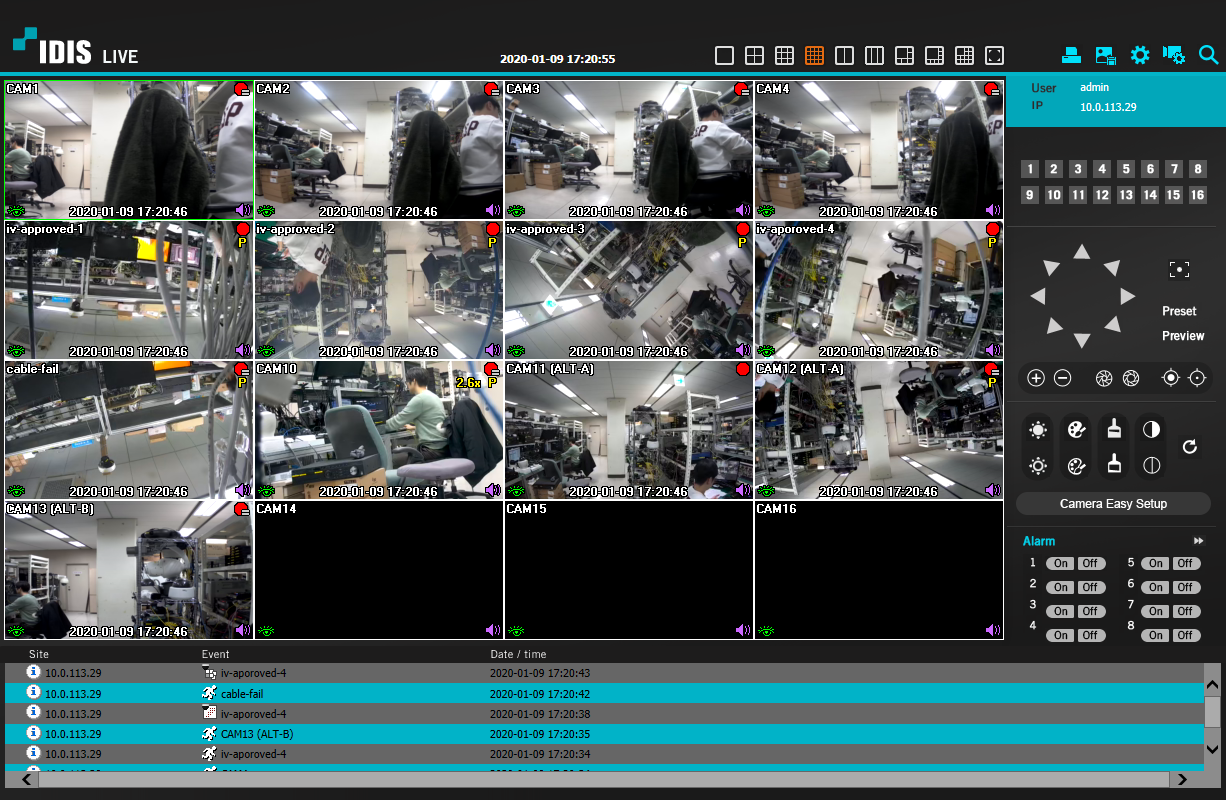 IDIS LIVE
2020-01-09 17:20:55
User admin
IP 10.0.113.29
CAM1
CAM2
CAM3
CAM4
2020-01-09 17:20:46
2020-01-09 17:20:46
2020-01-09 17:20:46
2020-01-09 17:20:46
iv-approved-1
iv-approved-2
iv-approved-3
iv-aporoved-4
P
P
P
P
2020-01-09 17:20:46
2020-01-09 17:20:46
2020-01-09 17:20:46
2020-01-09 17:20:46
cable-fail
CAM10
CAM11 (ALT-A)
CAM12 (ALT-A)
P
2.6x P
P
2020-01-09 17:20:46
2020-01-09 17:20:46
2020-01-09 17:20:46
2020-01-09 17:20:46
CAM13 (ALT-B)
CAM14
CAM15
CAM16
2020-01-09 17:20:46
1 2 3 4 5 6 7 8
9 10 11 12 13 14 15 16
Preset
Preview
Camera Easy Setup
Alarm
1 On Off 5 On Off
2 On Off 6 On Off
3 On Off 7 On Off
4 On Off 8 On Off
Site Event Date / time
10.0.113.29 iv-aporoved-4 2020-01-09 17:20:43
10.0.113.29 cable-fail 2020-01-09 17:20:42
10.0.113.29 iv-aporoved-4 2020-01-09 17:20:38
10.0.113.29 CAM13 (ALT-B) 2020-01-09 17:20:35
10.0.113.29 iv-aporoved-4 2020-01-09 17:20:34